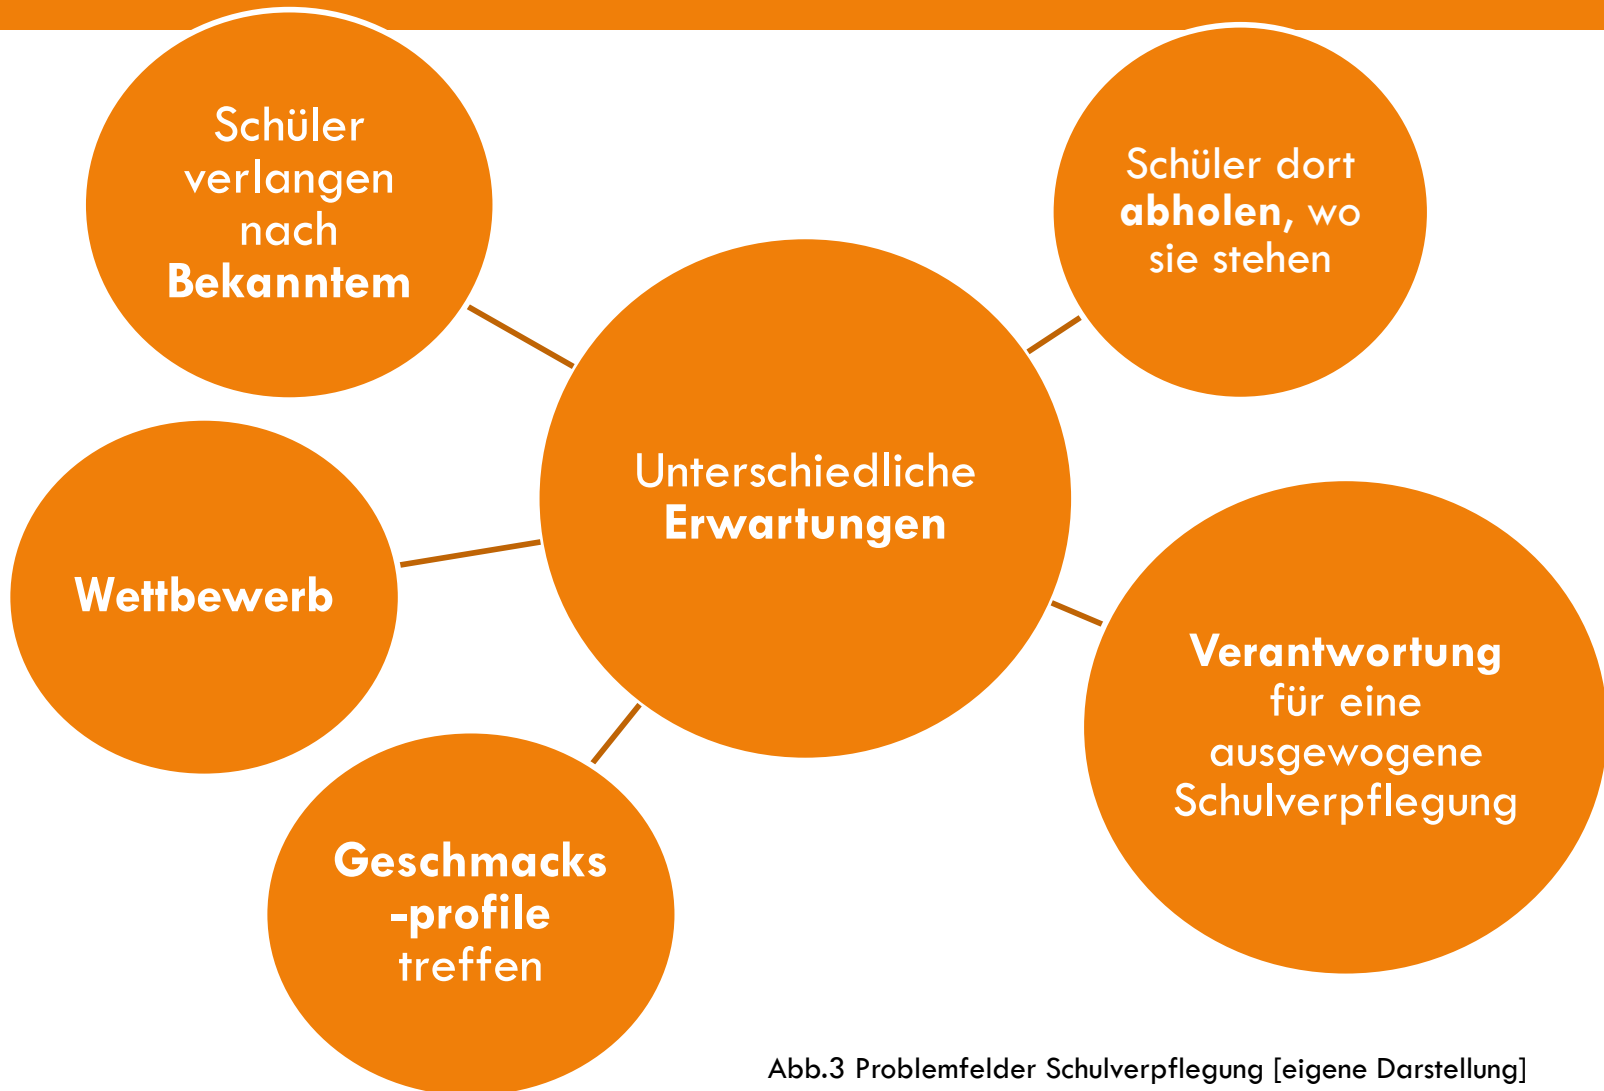 Schüler
verlangen
nach
Bekanntem
Schüler dort
abholen, wo
sie stehen
Unterschiedliche
Erwartungen
Wettbewerb
Verantwortung
für eine
ausgewogene
Schulverpflegung
Geschmacks
-profile
treffen
Abb.3 Problemfelder Schulverpflegung [eigene Darstellung]